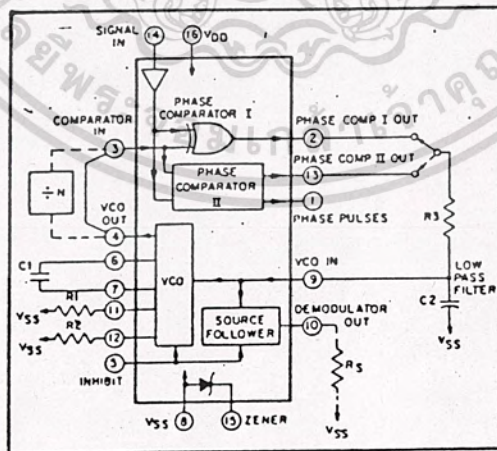 SIGNAL IN
14
16
VDD
PHASE COMPARATOR I
COMPARATOR IN
3
2
PHASE COMP I OUT
PHASE COMP II OUT
13
PHASE COMPARATOR II
1
PHASE PULSES
÷ N
VCO OUT
4
R3
6
C1
7
VCO
VCO IN
9
LOW PASS FILTER
C2
VSS
R1
11
VSS
R2
12
VSS
SOURCE FOLLOWER
DEMODULATOR OUT
10
5
INHIBIT
RS
VSS
VSS
8
15
ZENER